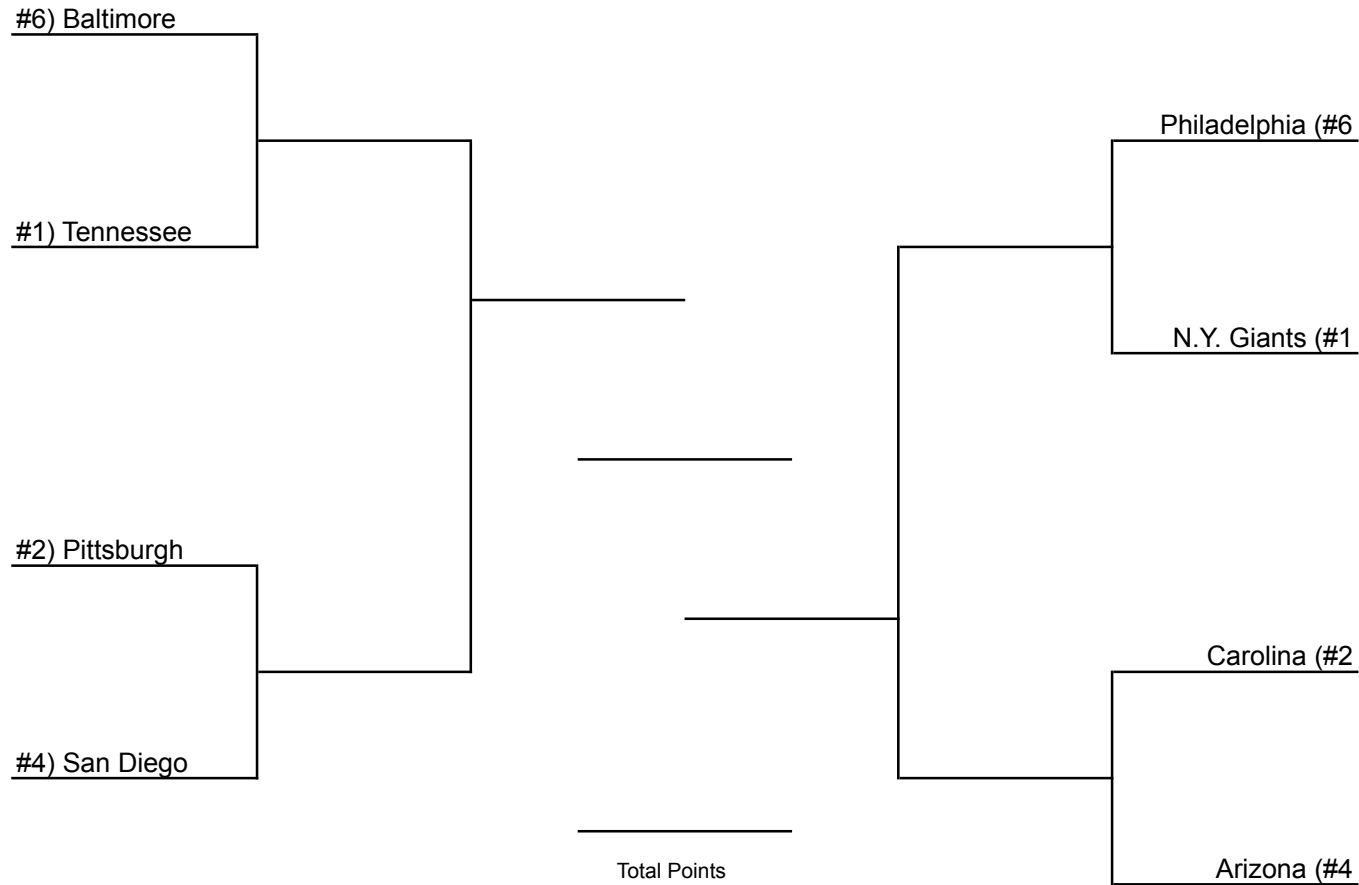 #6) Baltimore
Philadelphia (#6
#1) Tennessee
N.Y. Giants (#1
#2) Pittsburgh
Carolina (#2
#4) San Diego
Total Points
Arizona (#4